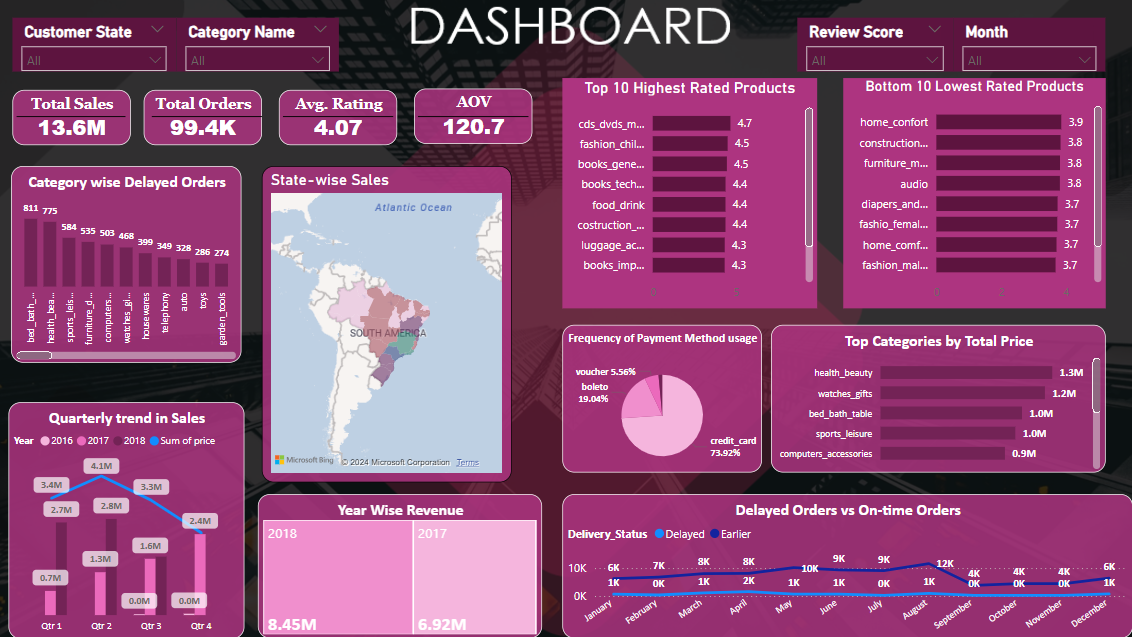 DASHBOARD
Customer State
All
Category Name
All
Review Score
All
Month
All
Total Sales
13.6M
Total Orders
99.4K
Avg. Rating
4.07
AOV
120.7
Top 10 Highest Rated Products
cds_dvds_m... 4.7
fashion_chil... 4.5
books_gene... 4.5
books_tech... 4.4
food_drink 4.4
costruction_... 4.4
luggage_ac... 4.3
books_imp... 4.3
0
Bottom 10 Lowest Rated Products
home_confort 3.9
construction... 3.8
furniture_m... 3.8
audio 3.8
diapers_and... 3.7
fashio_femal... 3.7
home_comf... 3.7
fashion_mal... 3.7
0 2 4
Category wise Delayed Orders
811 775 584 535 503 468 399 349 328 286 274
bed_bath_...
health_bea...
sports_leis...
furniture_d...
computers...
watches_gi...
housewares
telephony
auto
toys
garden_tools
State-wise Sales
Atlantic Ocean
SOUTH AMERICA
Microsoft Bing
© 2024 Microsoft Corporation Terms
Frequency of Payment Method usage
voucher 5.56%
boleto
19.04%
credit_card
73.92%
Top Categories by Total Price
health_beauty 1.3M
watches_gifts 1.2M
bed_bath_table 1.0M
sports_leisure 1.0M
computers_accessories 0.9M
Quarterly trend in Sales
Year 2016 2017 2018 Sum of price
4.1M
3.4M 3.3M
2.7M 2.8M 2.4M
1.3M 1.6M
0.7M
0.0M 0.0M
Qtr 1 Qtr 2 Qtr 3 Qtr 4
Year Wise Revenue
2018 2017
8.45M 6.92M
Delayed Orders vs On-time Orders
Delivery_Status Delayed Earlier
10K
0K
6K 7K 8K 8K 10K 9K 9K 12K 4K 4K 4K 6K
1K 0K 1K 2K 1K 1K 0K 1K 0K 0K 0K 1K
January February March April May June July August September October November December